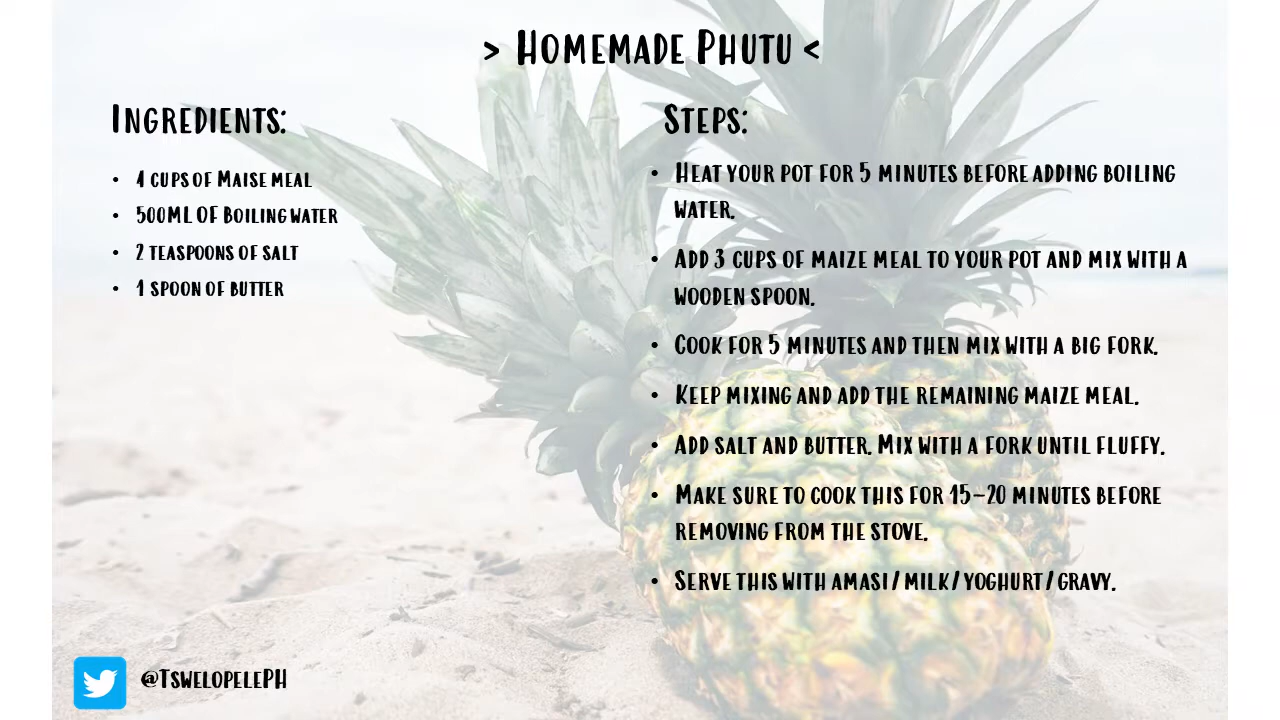 > Homemade Phutu <
Ingredients:
• 4 cups of Maise meal
• 500ml of Boiling water
• 2 teaspoons of salt
• 1 spoon of butter
Steps:
• Heat your pot for 5 minutes before adding boiling
water.
• Add 3 cups of maize meal to your pot and mix with a
wooden spoon.
• Cook for 5 minutes and then mix with a big fork.
• Keep mixing and add the remaining maize meal.
• Add salt and butter. Mix with a fork until fluffy.
• Make sure to cook this for 15-20 minutes before
removing from the stove.
• Serve this with amasi/milk/yoghurt/gravy.
@TswelopelePH